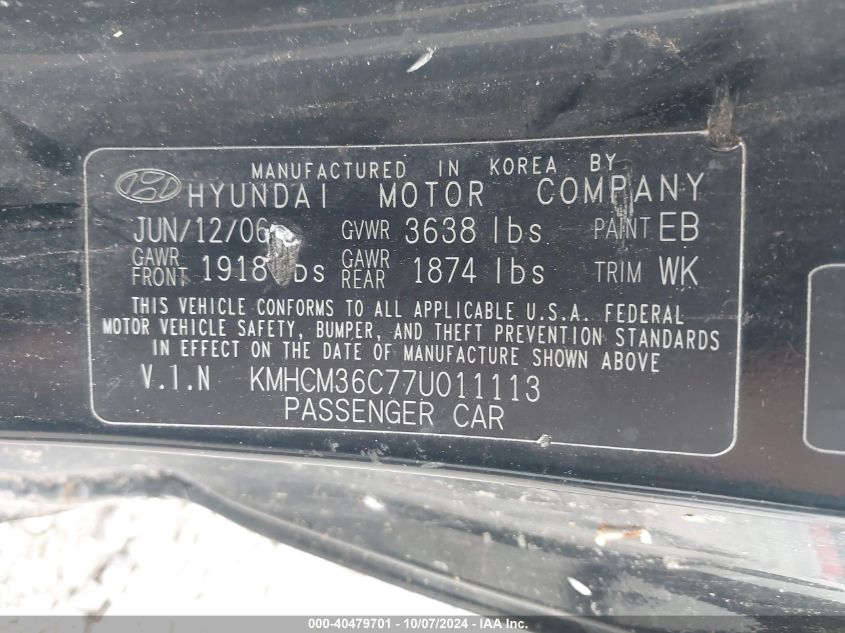 MANUFACTURED IN KOREA BY
HYUNDAI MOTOR COMPANY
JUN/12/06 GVWR 3638 lbs PAINT EB
GAWR FRONT 1918 lbs GAWR REAR 1874 lbs TRIM WK
THIS VEHICLE CONFORMS TO ALL APPLICABLE U.S.A. FEDERAL
MOTOR VEHICLE SAFETY, BUMPER, AND THEFT PREVENTION STANDARDS
IN EFFECT ON THE DATE OF MANUFACTURE SHOWN ABOVE
V.I.N KMHCM36C77U011113
PASSENGER CAR
000-40479701 - 10/07/2024 - IAA Inc.